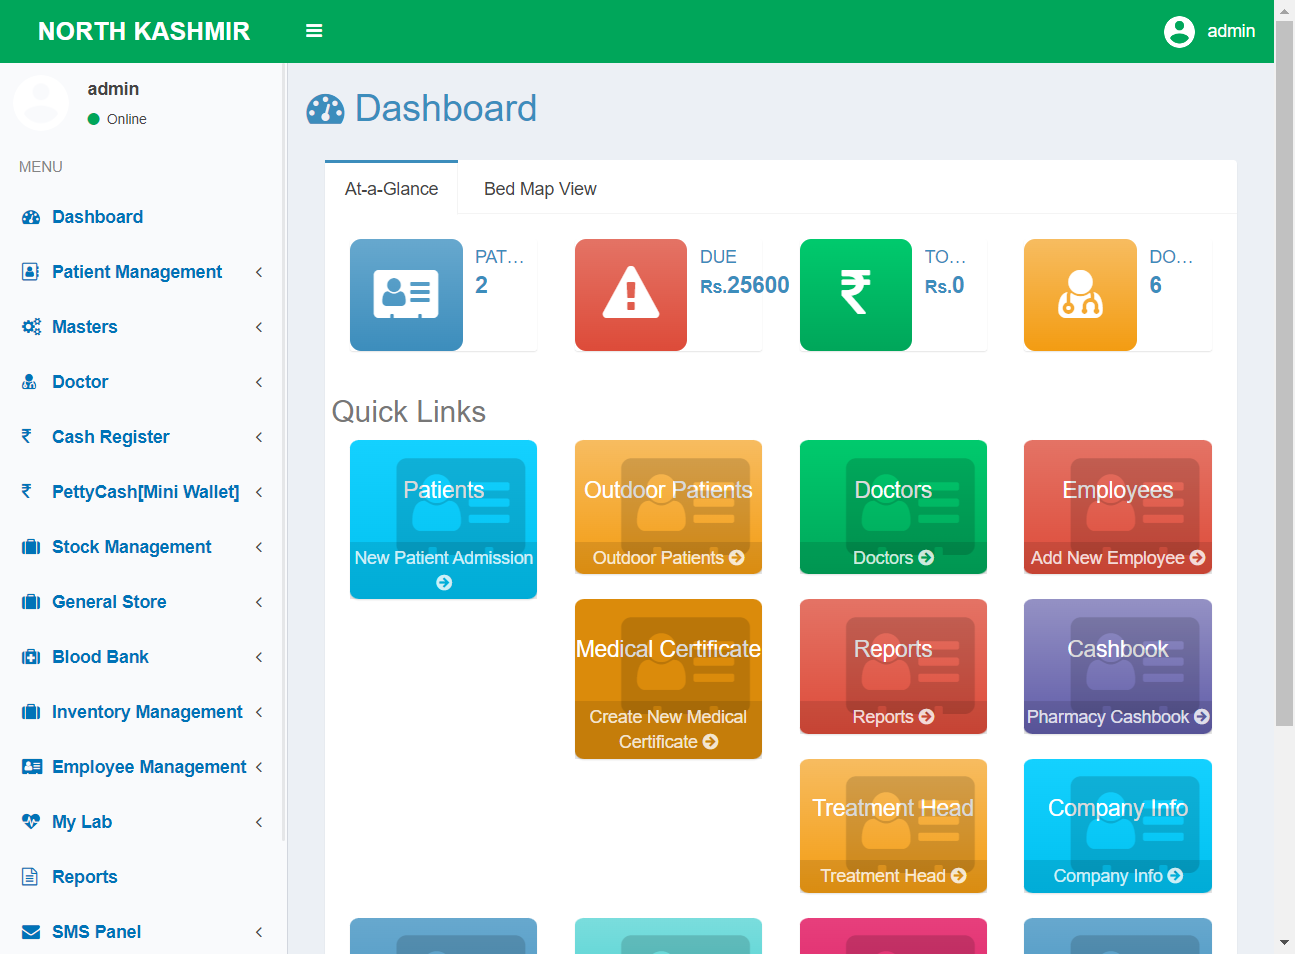 NORTH KASHMIR
admin
admin
Online
MENU
Dashboard
Patient Management
Masters
Doctor
Cash Register
PettyCash[Mini Wallet]
Stock Management
General Store
Blood Bank
Inventory Management
Employee Management
My Lab
Reports
SMS Panel
Dashboard
At-a-Glance
Bed Map View
PAT...
2
DUE
Rs.25600
TO...
Rs.0
DO...
6
Quick Links
Patients
New Patient Admission
Outdoor Patients
Outdoor Patients
Doctors
Doctors
Employees
Add New Employee
Medical Certificate
Create New Medical
Certificate
Reports
Reports
Cashbook
Pharmacy Cashbook
Treatment Head
Treatment Head
Company Info
Company Info